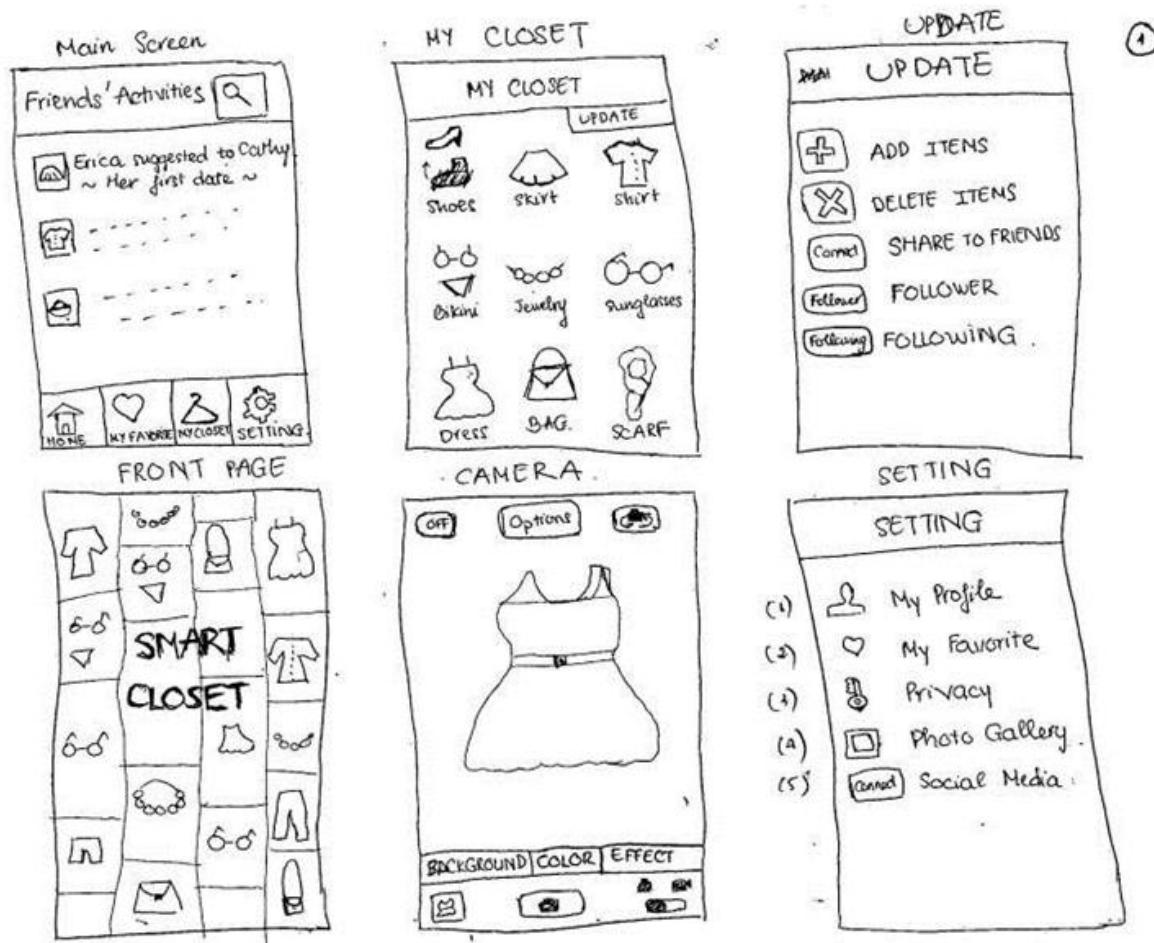 Main Screen
Friends' Activities
Erica suggested to Cathy
~ Her first date ~
HOME
MY FAVORITE
MY CLOSET
SETTING
MY CLOSET
MY CLOSET
UPDATE
Shoes
Skirt
Shirt
Bikini
Jewelry
Sunglasses
Dress
BAG.
SCARF
UPDATE
1
UPDATE
ADD ITEMS
DELETE ITEMS
Connect SHARE TO FRIENDS
Follower FOLLOWER
Following FOLLOWING.
FRONT PAGE
SMART
CLOSET
CAMERA.
OFF
Options
BACKGROUND
COLOR
EFFECT
SETTING
SETTING
(1) My Profile
(2) My Favorite
(3) Privacy
(4) Photo Gallery.
(5) Connect Social Media.